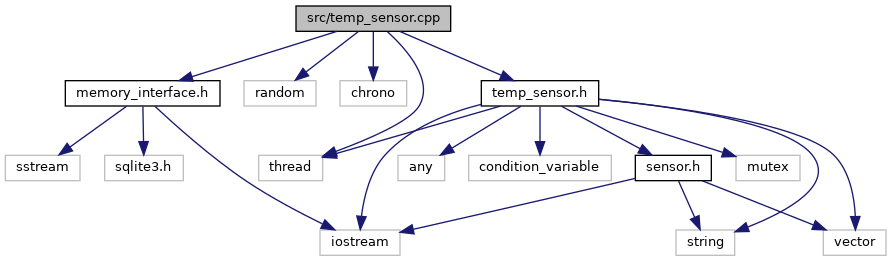 src/temp_sensor.cpp
memory_interface.h
random
chrono
temp_sensor.h
sstream
sqlite3.h
thread
any
condition_variable
sensor.h
mutex
iostream
string
vector